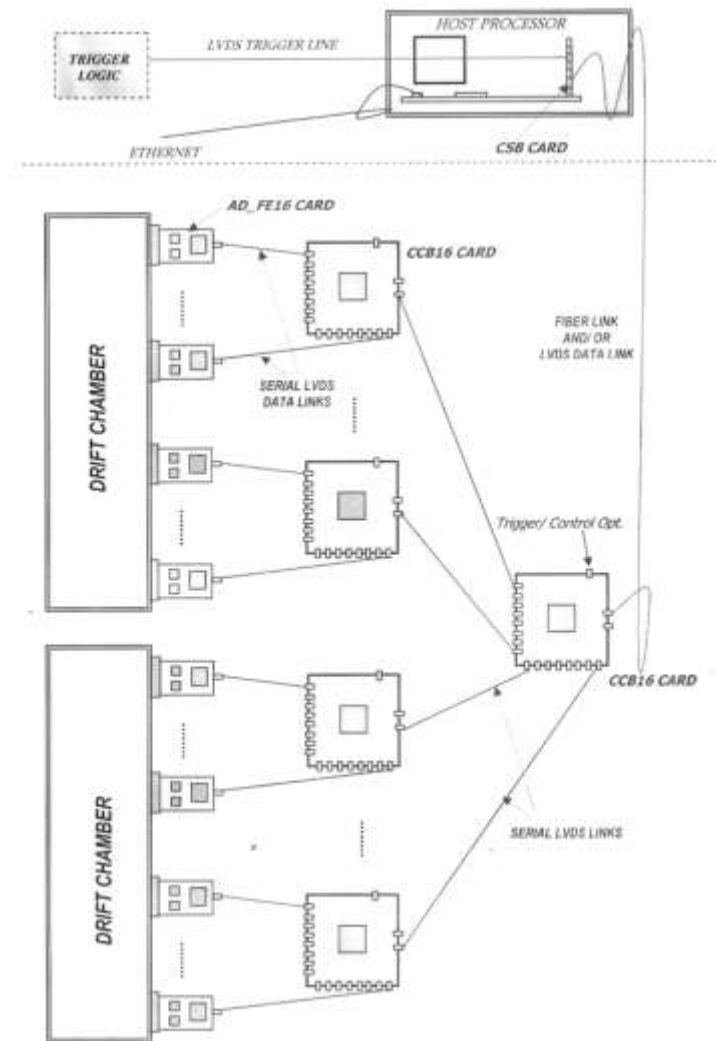 HOST PROCESSOR
LVDS TRIGGER LINE
TRIGGER
LOGIC
CSB CARD
ETHERNET
AD_FE16 CARD
CCB16 CARD
DRIFT CHAMBER
FIBER LINK
AND/OR
LVDS DATA LINK
SERIAL LVDS
DATA LINKS
Trigger/ Control Opt.
CCB16 CARD
DRIFT CHAMBER
SERIAL LVDS LINKS